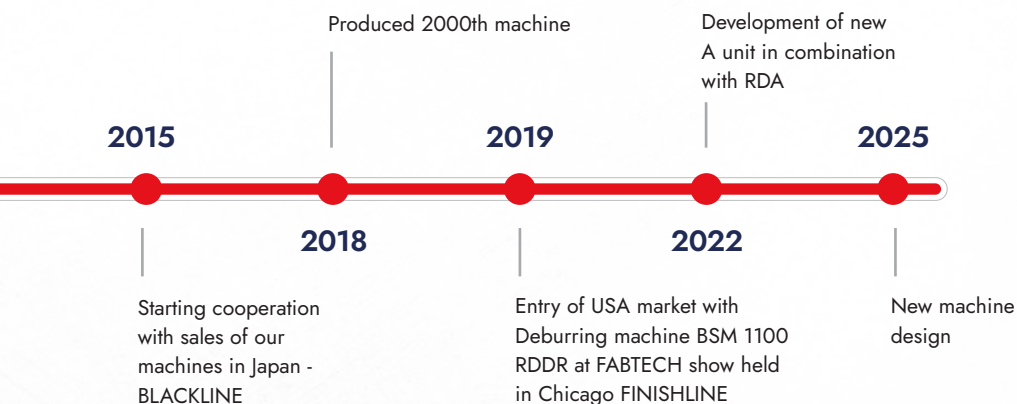 Produced 2000th machine
Development of new
A unit in combination
with RDA
2015
2019
2025
2018
2022
Starting cooperation
with sales of our
machines in Japan -
BLACKLINE
Entry of USA market with
Deburring machine BSM 1100
RDDR at FABTECH show held
in Chicago FINISHLINE
New machine
design